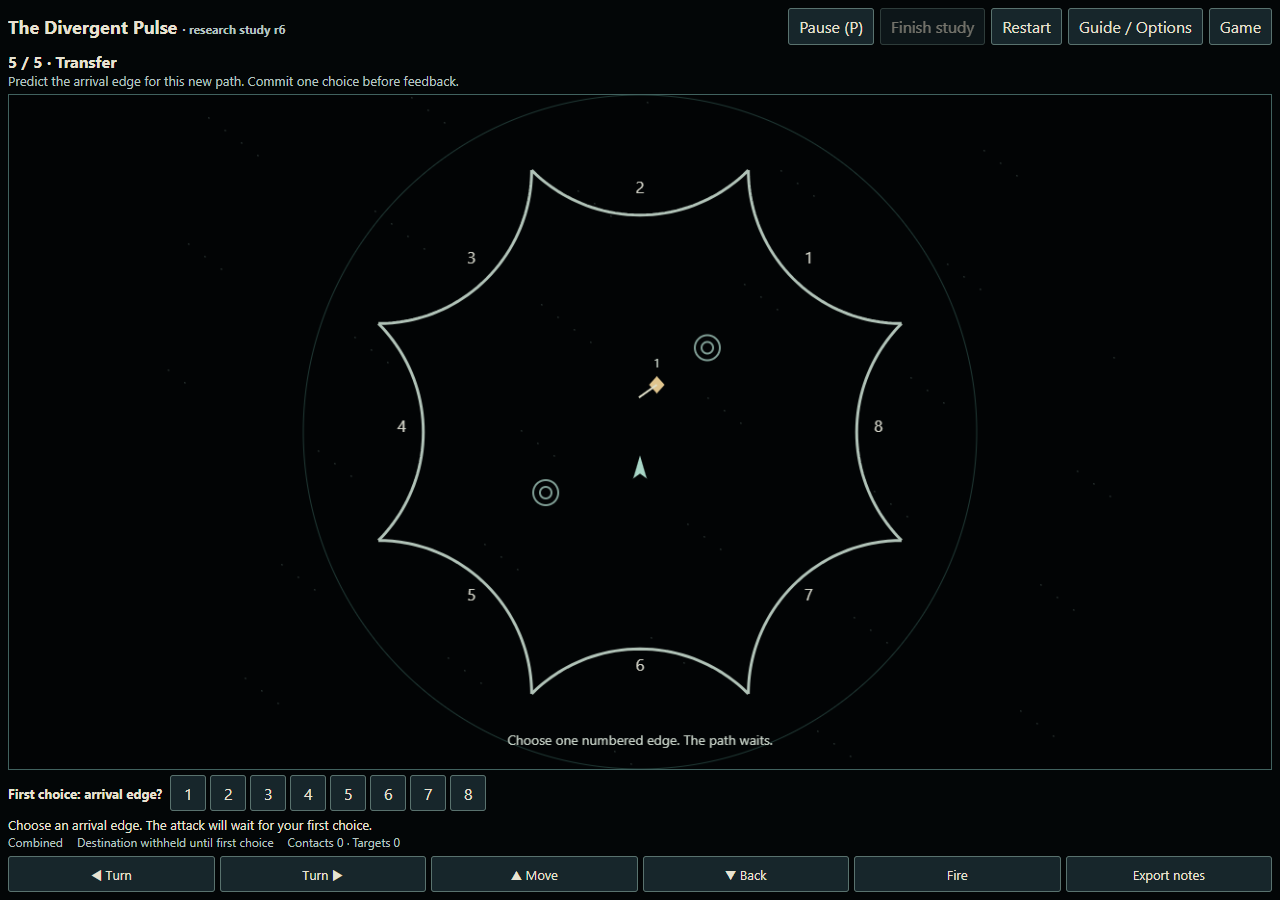 The Divergent Pulse · research study r6
Pause (P) Finish study Restart Guide / Options Game
5 / 5 · Transfer
Predict the arrival edge for this new path. Commit one choice before feedback.
2
3
1
1
4
8
5
7
6
Choose one numbered edge. The path waits.
First choice: arrival edge? 1 2 3 4 5 6 7 8
Choose an arrival edge. The attack will wait for your first choice.
Combined Destination withheld until first choice Contacts 0 · Targets 0
◀ Turn Turn ▶ ▲ Move ▼ Back Fire Export notes